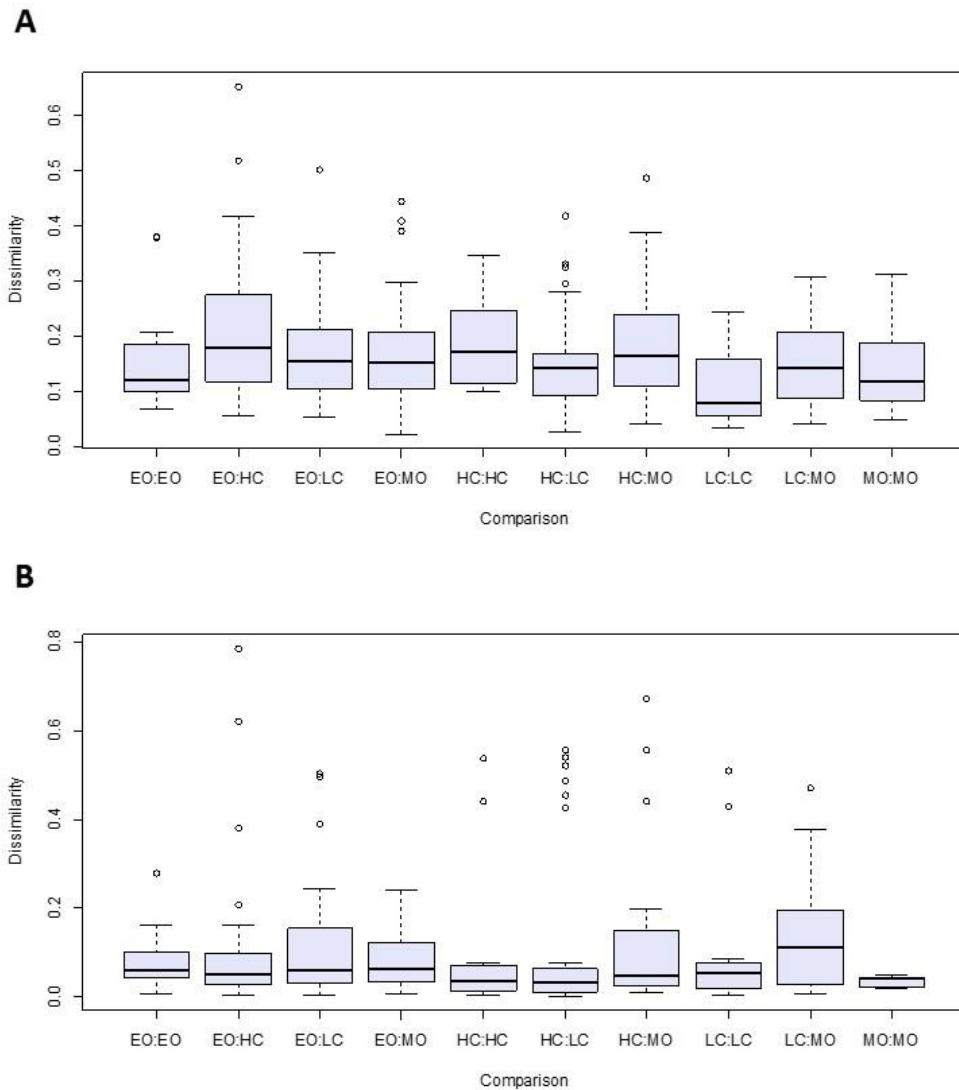 A
0.6
0.5
0.4
0.3
0.2
0.1
0.0
Dissimilarity
EO:EO EO:HC EO:LC EO:MO HC:HC HC:LC HC:MO LC:LC LC:MO MO:MO
Comparison
B
0.8
0.6
0.4
0.2
0.0
Dissimilarity
EO:EO EO:HC EO:LC EO:MO HC:HC HC:LC HC:MO LC:LC LC:MO MO:MO
Comparison